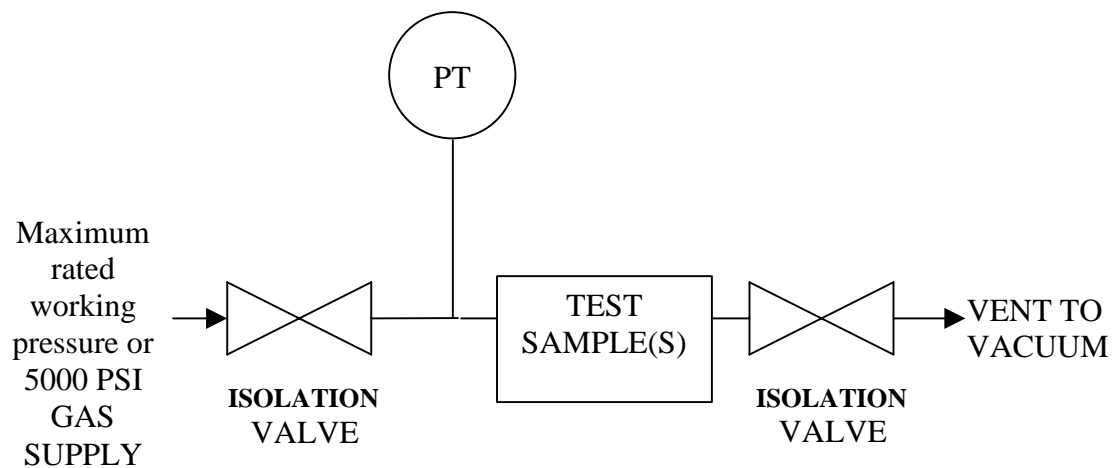 PT
Maximum
rated
working
pressure or
5000 PSI
GAS
SUPPLY
ISOLATION
VALVE
TEST
SAMPLE(S)
ISOLATION
VALVE
VENT TO
VACUUM